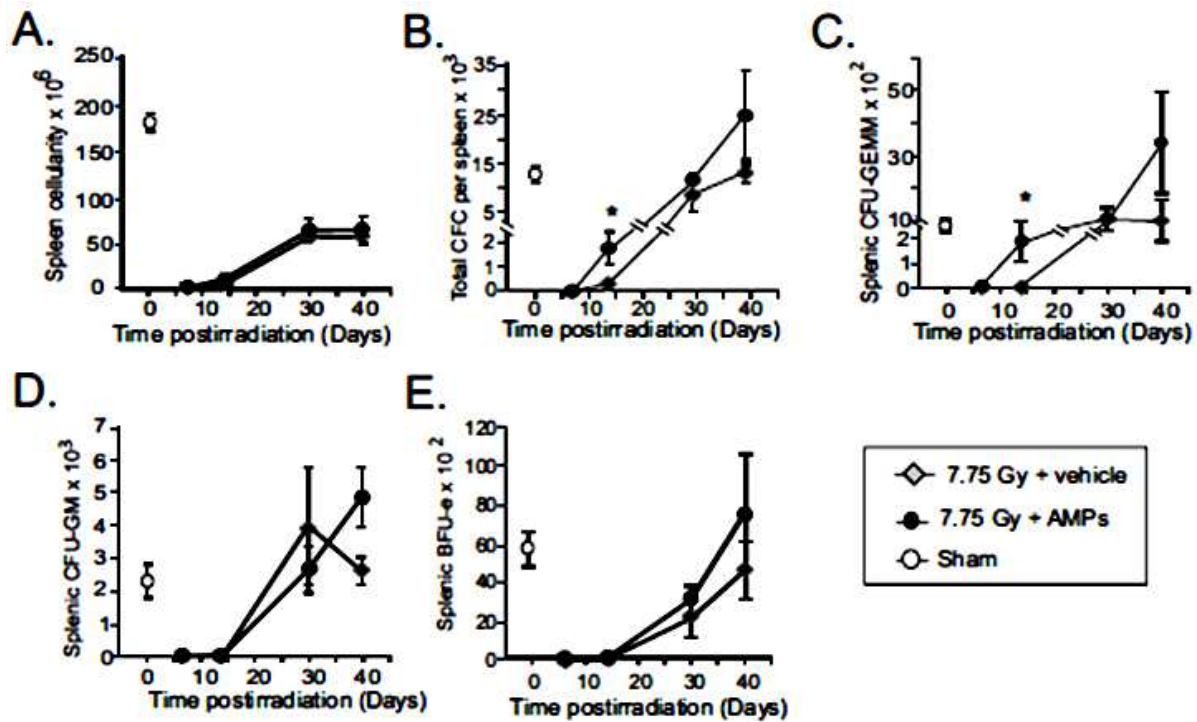 A.
Spleen cellularity x 10⁶
250
200
150
100
50
0
0 10 20 30 40
Time postirradiation (Days)
B.
Total CFC per spleen x 10³
35
25
15
5
2
1
0
*
0 10 20 30 40
Time postirradiation (Days)
C.
Splenic CFU-GEMM x 10²
50
30
10
2
1
0
*
0 10 20 30 40
Time postirradiation (Days)
D.
Splenic CFU-GM x 10³
7
6
5
4
3
2
1
0
0 10 20 30 40
Time postirradiation (Days)
E.
Splenic BFU-e x 10²
120
100
80
60
40
20
0
0 10 20 30 40
Time postirradiation (Days)
7.75 Gy + vehicle
7.75 Gy + AMPs
Sham